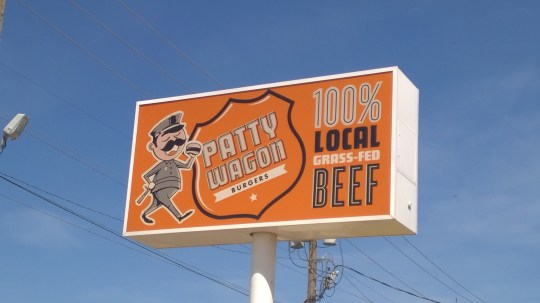 PATTY
WAGON
BURGERS
100%
LOCAL
GRASS-FED
BEEF